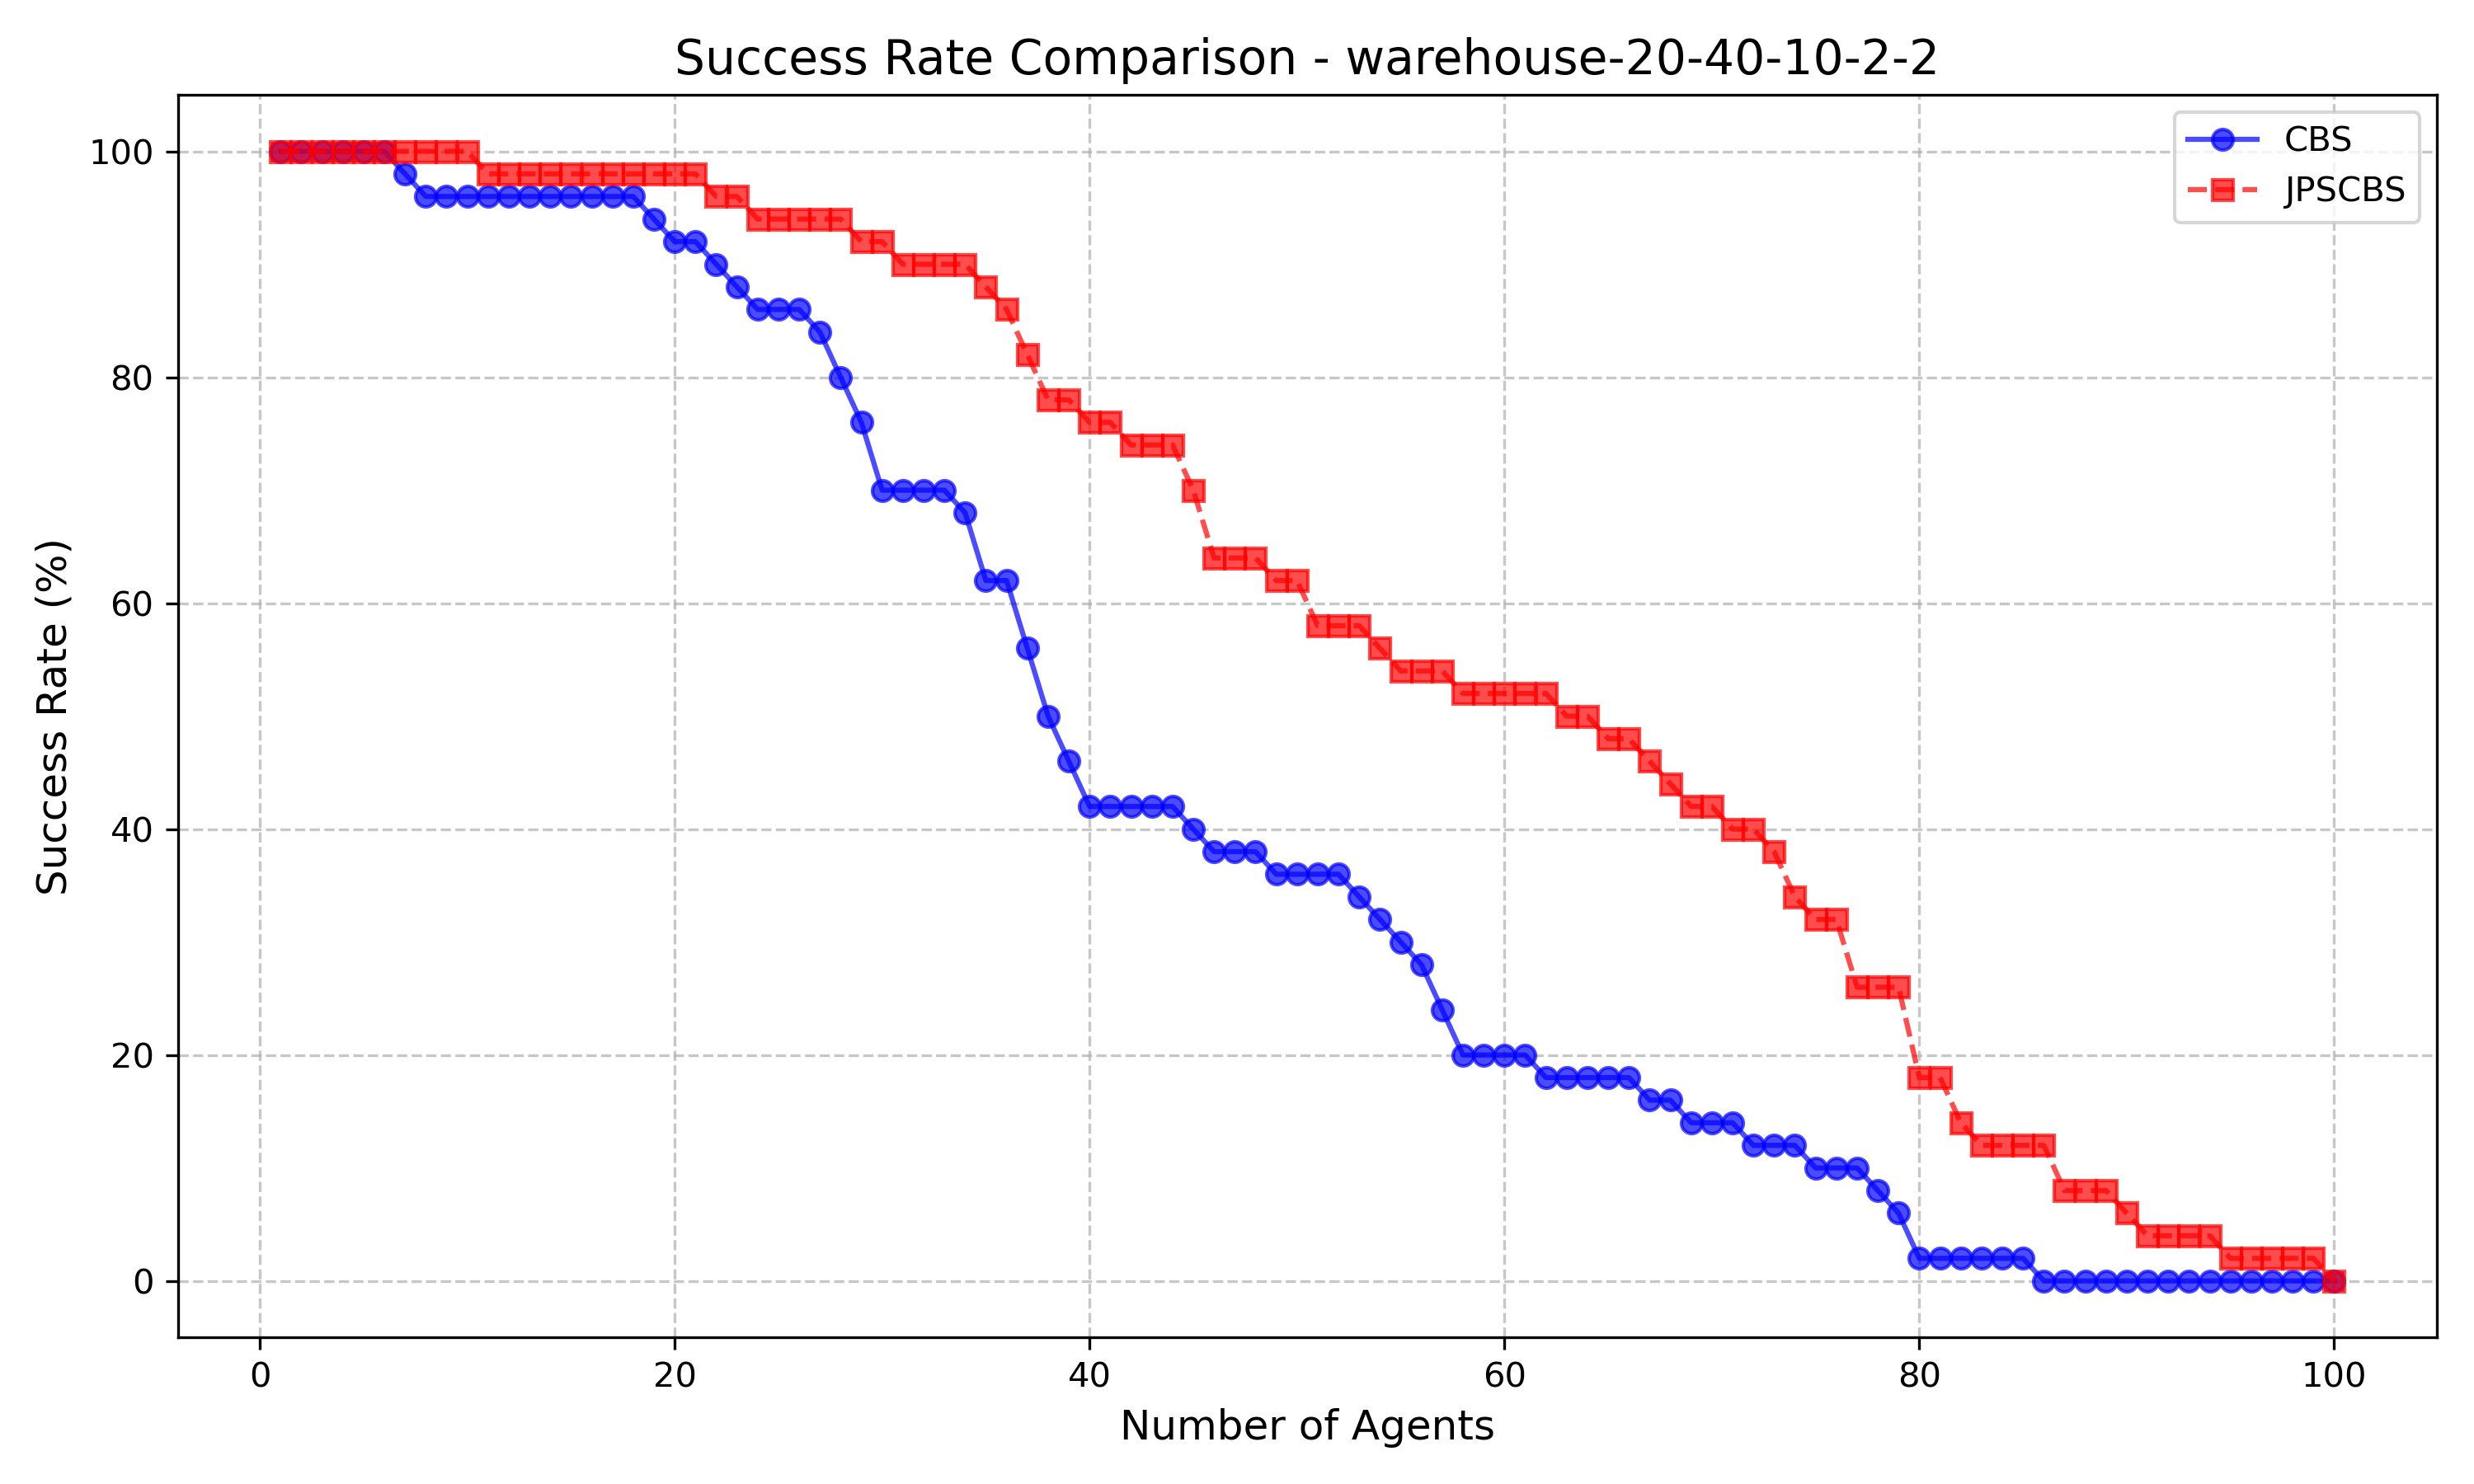 Success Rate Comparison - warehouse-20-40-10-2-2
CBS
JPSCBS
Success Rate (%)
100
80
60
40
20
0
0 20 40 60 80 100
Number of Agents